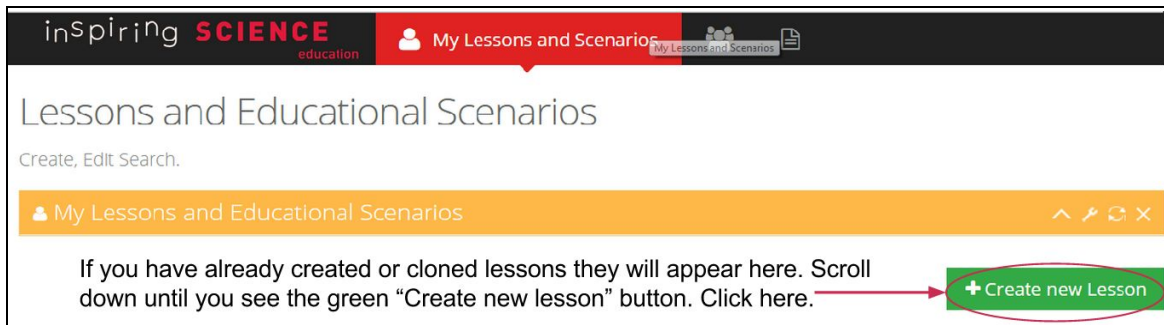 inspiring SCIENCE
education
My Lessons and Scenarios
My Lessons and Scenarios
Lessons and Educational Scenarios
Create, Edit Search.
My Lessons and Educational Scenarios
If you have already created or cloned lessons they will appear here. Scroll
down until you see the green “Create new lesson” button. Click here.
+ Create new Lesson